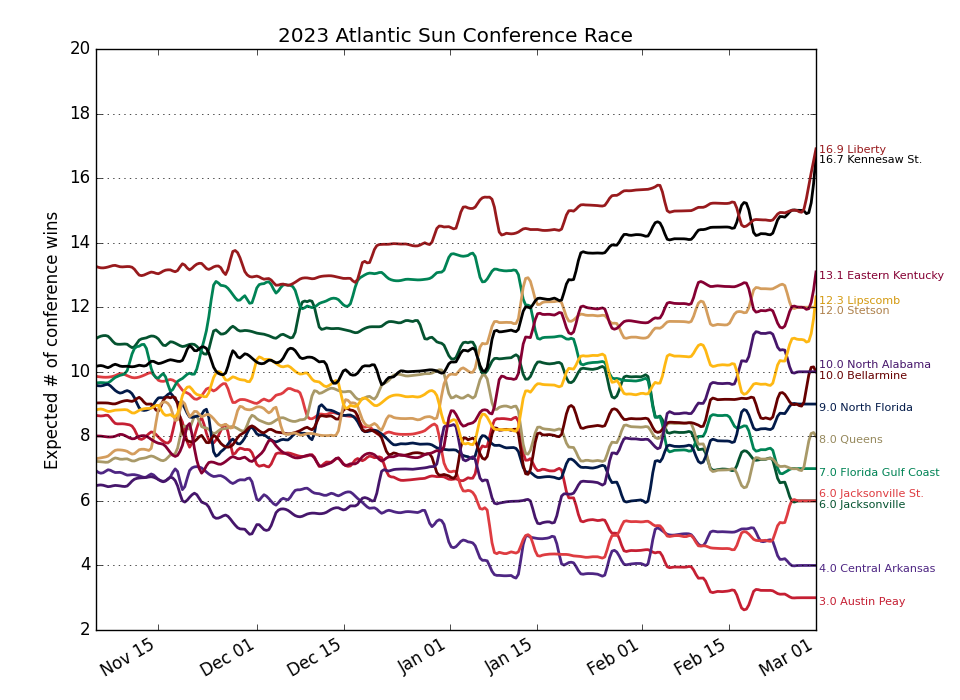 2023 Atlantic Sun Conference Race
Expected # of conference wins
20
18
16
14
12
10
8
6
4
2
Nov 15
Dec 01
Dec 15
Jan 01
Jan 15
Feb 01
Feb 15
Mar 01
16.9 Liberty
16.7 Kennesaw St.
13.1 Eastern Kentucky
12.3 Lipscomb
12.0 Stetson
10.0 North Alabama
10.0 Bellarmine
9.0 North Florida
8.0 Queens
7.0 Florida Gulf Coast
6.0 Jacksonville St.
6.0 Jacksonville
4.0 Central Arkansas
3.0 Austin Peay